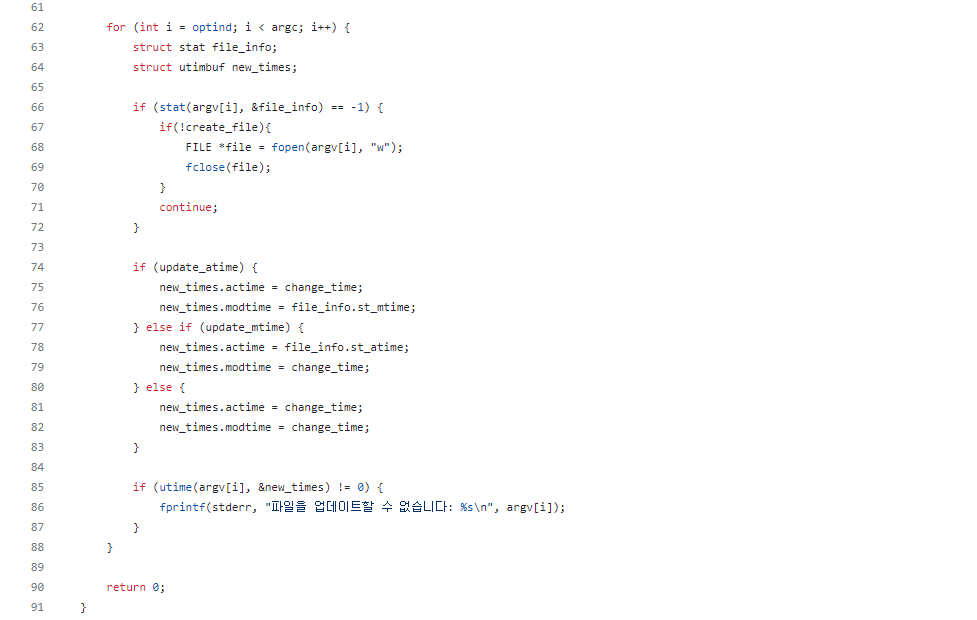 61
62 for (int i = optind; i < argc; i++) {
63 struct stat file_info;
64 struct utimbuf new_times;
65
66 if (stat(argv[i], &file_info) == -1) {
67 if(!create_file){
68 FILE *file = fopen(argv[i], "w");
69 fclose(file);
70 }
71 continue;
72 }
73
74 if (update_atime) {
75 new_times.actime = change_time;
76 new_times.modtime = file_info.st_mtime;
77 } else if (update_mtime) {
78 new_times.actime = file_info.st_atime;
79 new_times.modtime = change_time;
80 } else {
81 new_times.actime = change_time;
82 new_times.modtime = change_time;
83 }
84
85 if (utime(argv[i], &new_times) != 0) {
86 fprintf(stderr, "파일을 업데이트할 수 없습니다: %s\n", argv[i]);
87 }
88 }
89
90 return 0;
91 }